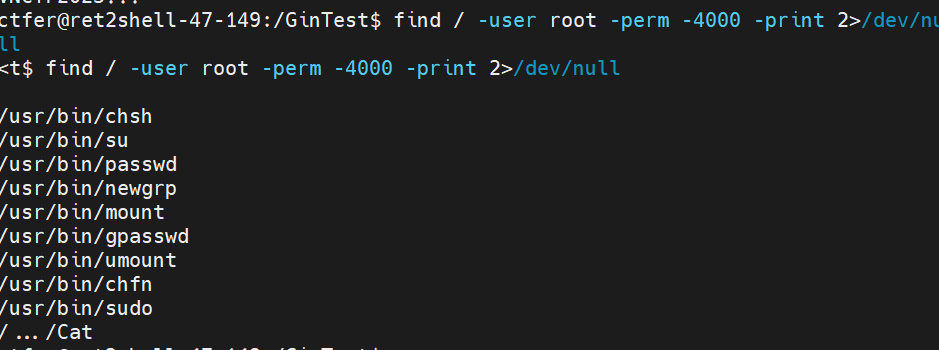 ctfer@ret2shell-47-149:/GinTest$ find / -user root -perm -4000 -print 2>/dev/nu
ll
<t$ find / -user root -perm -4000 -print 2>/dev/null
/usr/bin/chsh
/usr/bin/su
/usr/bin/passwd
/usr/bin/newgrp
/usr/bin/mount
/usr/bin/gpasswd
/usr/bin/umount
/usr/bin/chfn
/usr/bin/sudo
/.../Cat